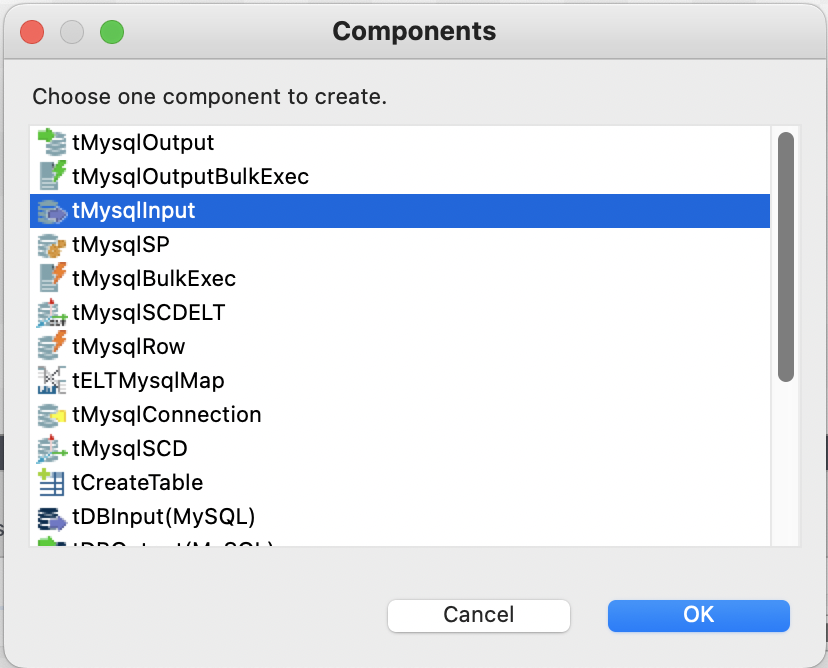 Components
Choose one component to create.
tMysqlOutput
tMysqlOutputBulkExec
tMysqlInput
tMysqlSP
tMysqlBulkExec
tMysqlSCDELT
tMysqlRow
tELTMysqlMap
tMysqlConnection
tMysqlSCD
tCreateTable
tDBInput(MySQL)
Cancel
OK